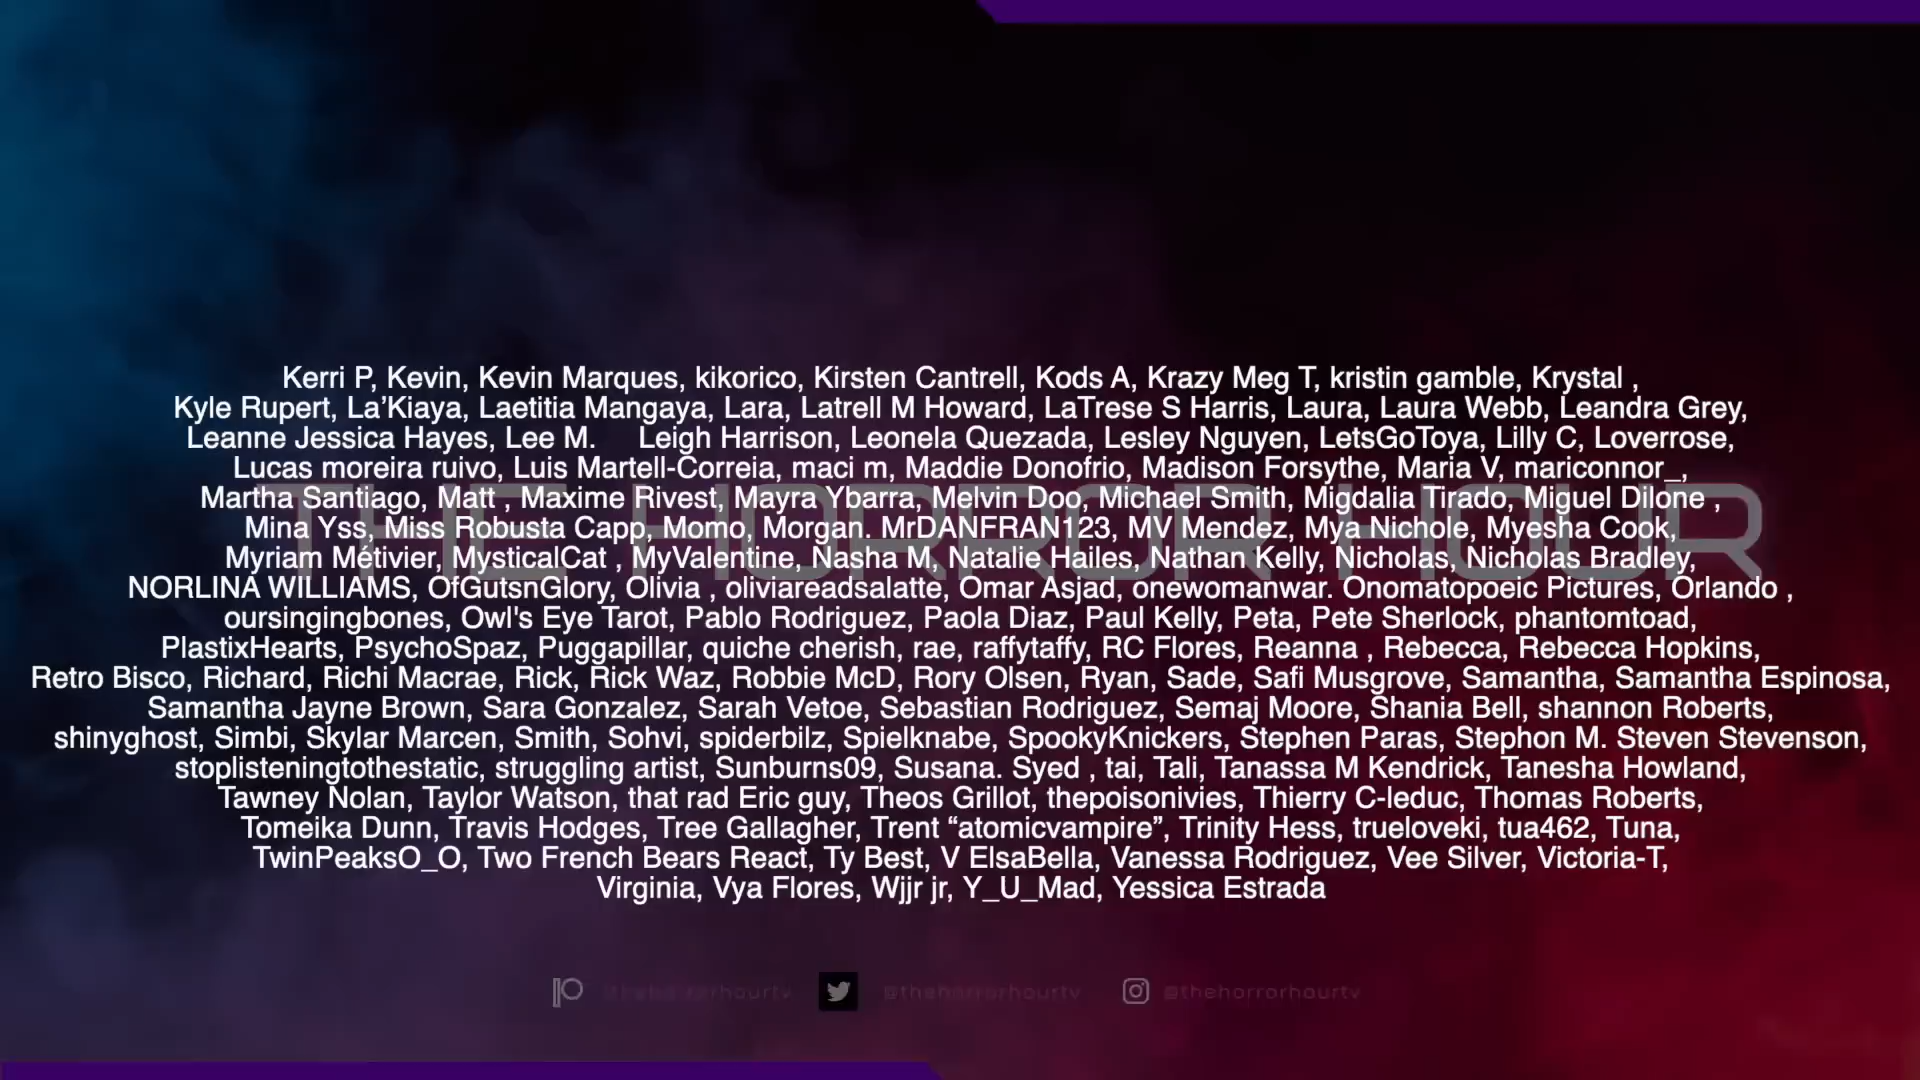 Kerri P, Kevin, Kevin Marques, kikorico, Kirsten Cantrell, Kods A, Krazy Meg T, kristin gamble, Krystal ,
Kyle Rupert, La’Kiaya, Laetitia Mangaya, Lara, Latrell M Howard, LaTrese S Harris, Laura, Laura Webb, Leandra Grey,
Leanne Jessica Hayes, Lee M.     Leigh Harrison, Leonela Quezada, Lesley Nguyen, LetsGoToya, Lilly C, Loverrose,
Lucas moreira ruivo, Luis Martell-Correia, maci m, Maddie Donofrio, Madison Forsythe, Maria V, mariconnor_,
Martha Santiago, Matt , Maxime Rivest, Mayra Ybarra, Melvin Doo, Michael Smith, Migdalia Tirado, Miguel Dilone ,
THE HORROR HOUR
Mina Yss, Miss Robusta Capp, Momo, Morgan. MrDANFRAN123, MV Mendez, Mya Nichole, Myesha Cook,
Myriam Métivier, MysticalCat , MyValentine, Nasha M, Natalie Hailes, Nathan Kelly, Nicholas, Nicholas Bradley,
NORLINA WILLIAMS, OfGutsnGlory, Olivia , oliviareadsalatte, Omar Asjad, onewomanwar. Onomatopoeic Pictures, Orlando ,
oursingingbones, Owl's Eye Tarot, Pablo Rodriguez, Paola Diaz, Paul Kelly, Peta, Pete Sherlock, phantomtoad,
PlastixHearts, PsychoSpaz, Puggapillar, quiche cherish, rae, raffytaffy, RC Flores, Reanna , Rebecca, Rebecca Hopkins,
Retro Bisco, Richard, Richi Macrae, Rick, Rick Waz, Robbie McD, Rory Olsen, Ryan, Sade, Safi Musgrove, Samantha, Samantha Espinosa,
Samantha Jayne Brown, Sara Gonzalez, Sarah Vetoe, Sebastian Rodriguez, Semaj Moore, Shania Bell, shannon Roberts,
shinyghost, Simbi, Skylar Marcen, Smith, Sohvi, spiderbilz, Spielknabe, SpookyKnickers, Stephen Paras, Stephon M. Steven Stevenson,
stoplisteningtothestatic, struggling artist, Sunburns09, Susana. Syed , tai, Tali, Tanassa M Kendrick, Tanesha Howland,
Tawney Nolan, Taylor Watson, that rad Eric guy, Theos Grillot, thepoisonivies, Thierry C-leduc, Thomas Roberts,
Tomeika Dunn, Travis Hodges, Tree Gallagher, Trent “atomicvampire”, Trinity Hess, trueloveki, tua462, Tuna,
TwinPeaksO_O, Two French Bears React, Ty Best, V ElsaBella, Vanessa Rodriguez, Vee Silver, Victoria-T,
Virginia, Vya Flores, Wjjr jr, Y_U_Mad, Yessica Estrada
@thehorrorhourtv @thehorrorhourtv